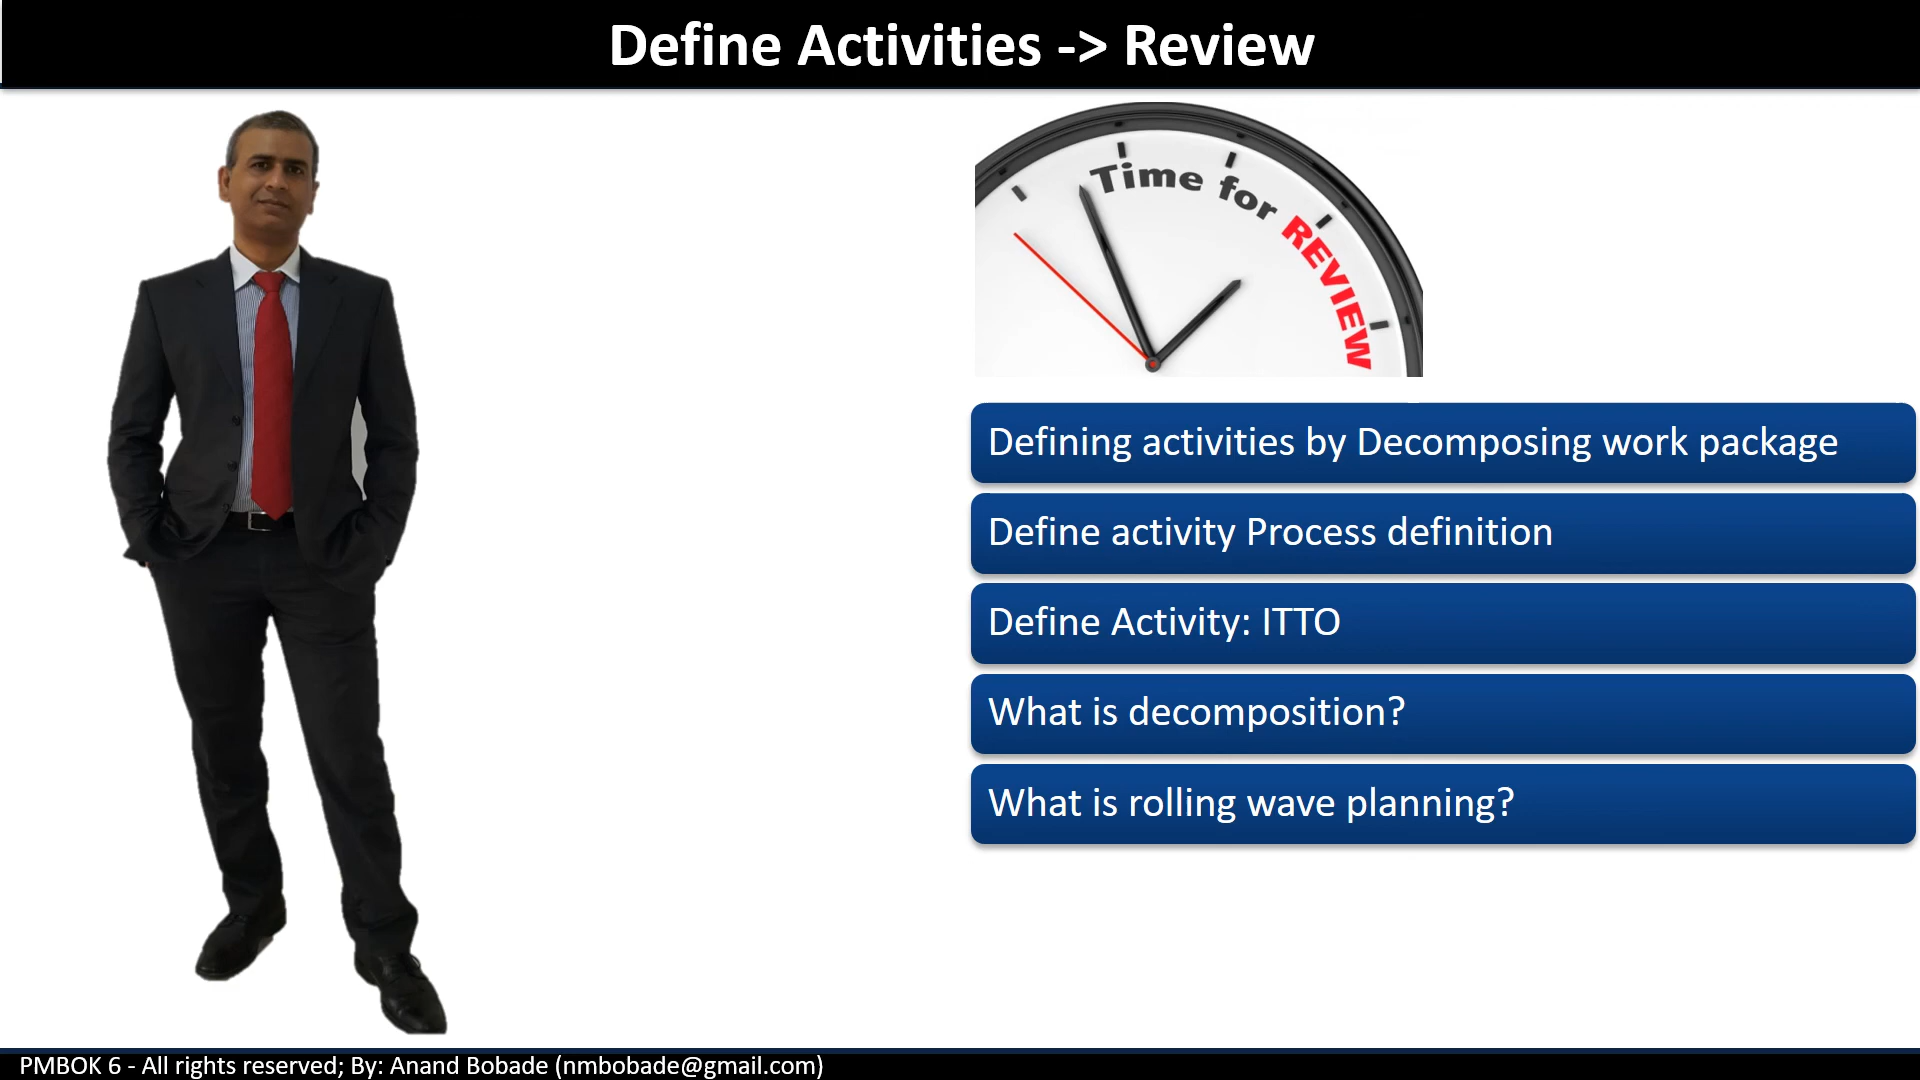 Define Activities -> Review
Time for REVIEW
Defining activities by Decomposing work package
Define activity Process definition
Define Activity: ITTO
What is decomposition?
What is rolling wave planning?
PMBOK 6 - All rights reserved; By: Anand Bobade (nmbobade@gmail.com)